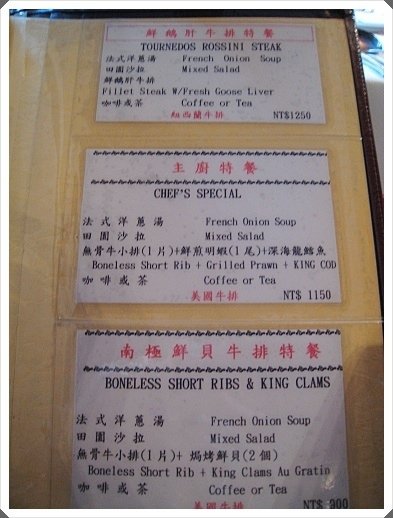 鮮鵝肝牛排特餐
TOURNEDOS ROSSINI STEAK
法式洋蔥湯 French Onion Soup
田園沙拉 Mixed Salad
鮮鵝肝牛排
Fillet Steak W/Fresh Goose Liver
咖啡或茶 Coffee or Tea
紐西蘭牛排 NT$1250
主廚特餐
CHEF'S SPECIAL
法式洋蔥湯 French Onion Soup
田園沙拉 Mixed Salad
無骨牛小排(1片)+鮮煎明蝦(1尾)+深海龍鱈魚
Boneless Short Rib + Grilled Prawn + KING COD
咖啡或茶 Coffee or Tea
美國牛排 NT$ 1150
南極鮮貝牛排特餐
BONELESS SHORT RIBS & KING CLAMS
法式洋蔥湯 French Onion Soup
田園沙拉 Mixed Salad
無骨牛小排(1片)+ 焗烤鮮貝(2個)
Boneless Short Rib + King Clams Au Gratin
咖啡或茶 Coffee or Tea
美國牛排 NT$ 900